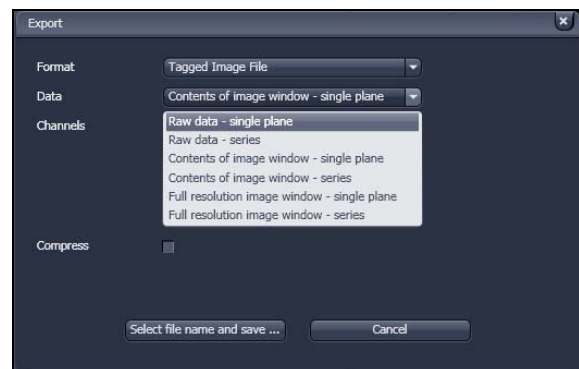 Export
Format Tagged Image File
Data Contents of image window - single plane
Channels Raw data - single plane
Raw data - series
Contents of image window - single plane
Contents of image window - series
Full resolution image window - single plane
Full resolution image window - series
Compress
Select file name and save ... Cancel